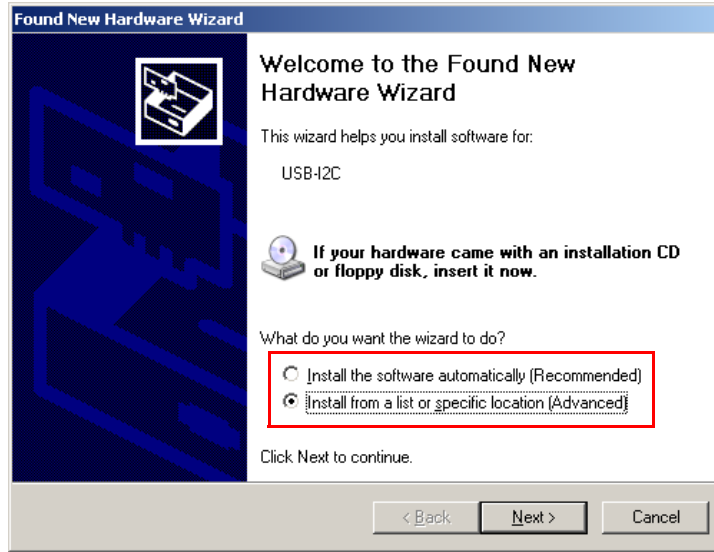 Found New Hardware Wizard
Welcome to the Found New
Hardware Wizard
This wizard helps you install software for:
USB-I2C
If your hardware came with an installation CD
or floppy disk, insert it now.
What do you want the wizard to do?
Install the software automatically (Recommended)
Install from a list or specific location (Advanced)
Click Next to continue.
< Back
Next >
Cancel